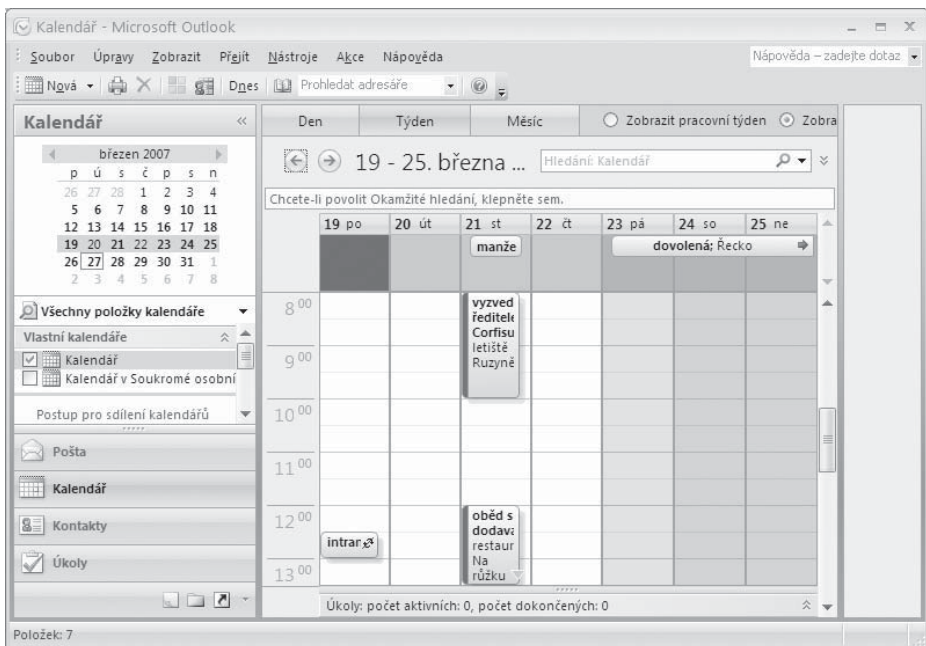 Kalendář - Microsoft Outlook
Soubor Úpravy Zobrazit Přejít Nástroje Akce Nápověda
Nápověda – zadejte dotaz
Nová Dnes Prohledat adresáře
Kalendář
březen 2007
p ú s č p s n
26 27 28 1 2 3 4
5 6 7 8 9 10 11
12 13 14 15 16 17 18
19 20 21 22 23 24 25
26 27 28 29 30 31 1
2 3 4 5 6 7 8
Všechny položky kalendáře
Vlastní kalendáře
Kalendář
Kalendář v Soukromé osobní
Postup pro sdílení kalendářů
Pošta
Kalendář
Kontakty
Úkoly
Den Týden Měsíc Zobrazit pracovní týden Zobra
19 - 25. března ... Hledání: Kalendář
Chcete-li povolit Okamžité hledání, klepněte sem.
19 po 20 út 21 st 22 čt 23 pá 24 so 25 ne
manže dovolená; Řecko
8 00
9 00
10 00
11 00
12 00
13 00
vyzved
ředitele
Corfisu
letiště
Ruzyně
intrar
oběd s
dodava
restaur
Na
růžku
Úkoly: počet aktivních: 0, počet dokončených: 0
Položek: 7